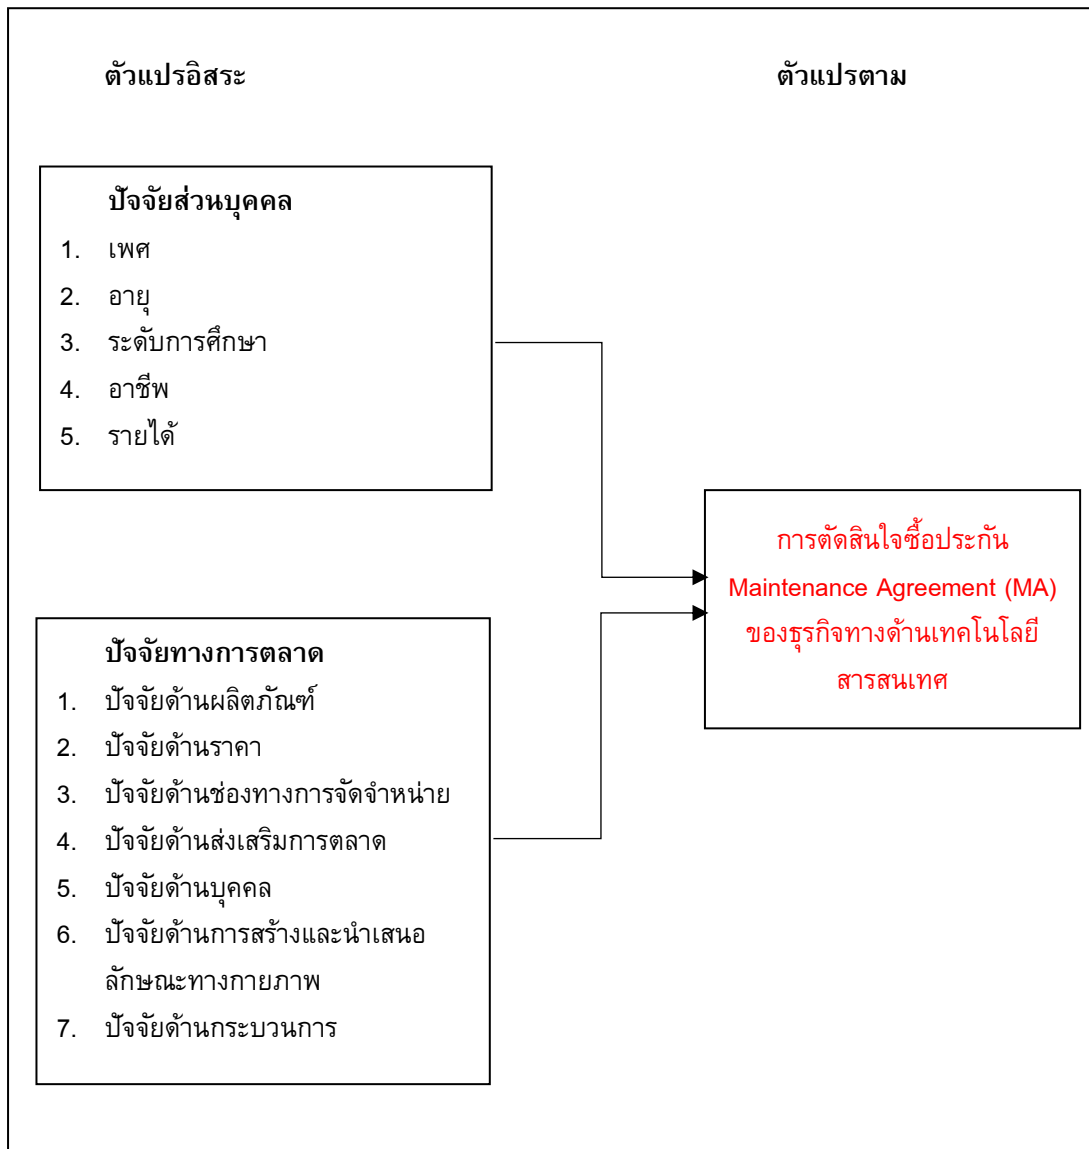 ตัวแปรอิสระ
ตัวแปรตาม
ปัจจัยส่วนบุคคล
1. เพศ
2. อายุ
3. ระดับการศึกษา
4. อาชีพ
5. รายได้
การตัดสินใจซื้อประกัน
Maintenance Agreement (MA)
ของธุรกิจทางด้านเทคโนโลยี
สารสนเทศ
ปัจจัยทางการตลาด
1. ปัจจัยด้านผลิตภัณฑ์
2. ปัจจัยด้านราคา
3. ปัจจัยด้านช่องทางการจัดจำหน่าย
4. ปัจจัยด้านส่งเสริมการตลาด
5. ปัจจัยด้านบุคคล
6. ปัจจัยด้านการสร้างและนำเสนอ
ลักษณะทางกายภาพ
7. ปัจจัยด้านกระบวนการ